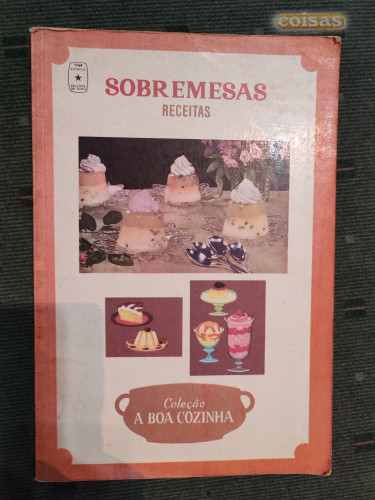 coisas
SOBREMESAS
RECEITAS
Coleção
A BOA COZINHA